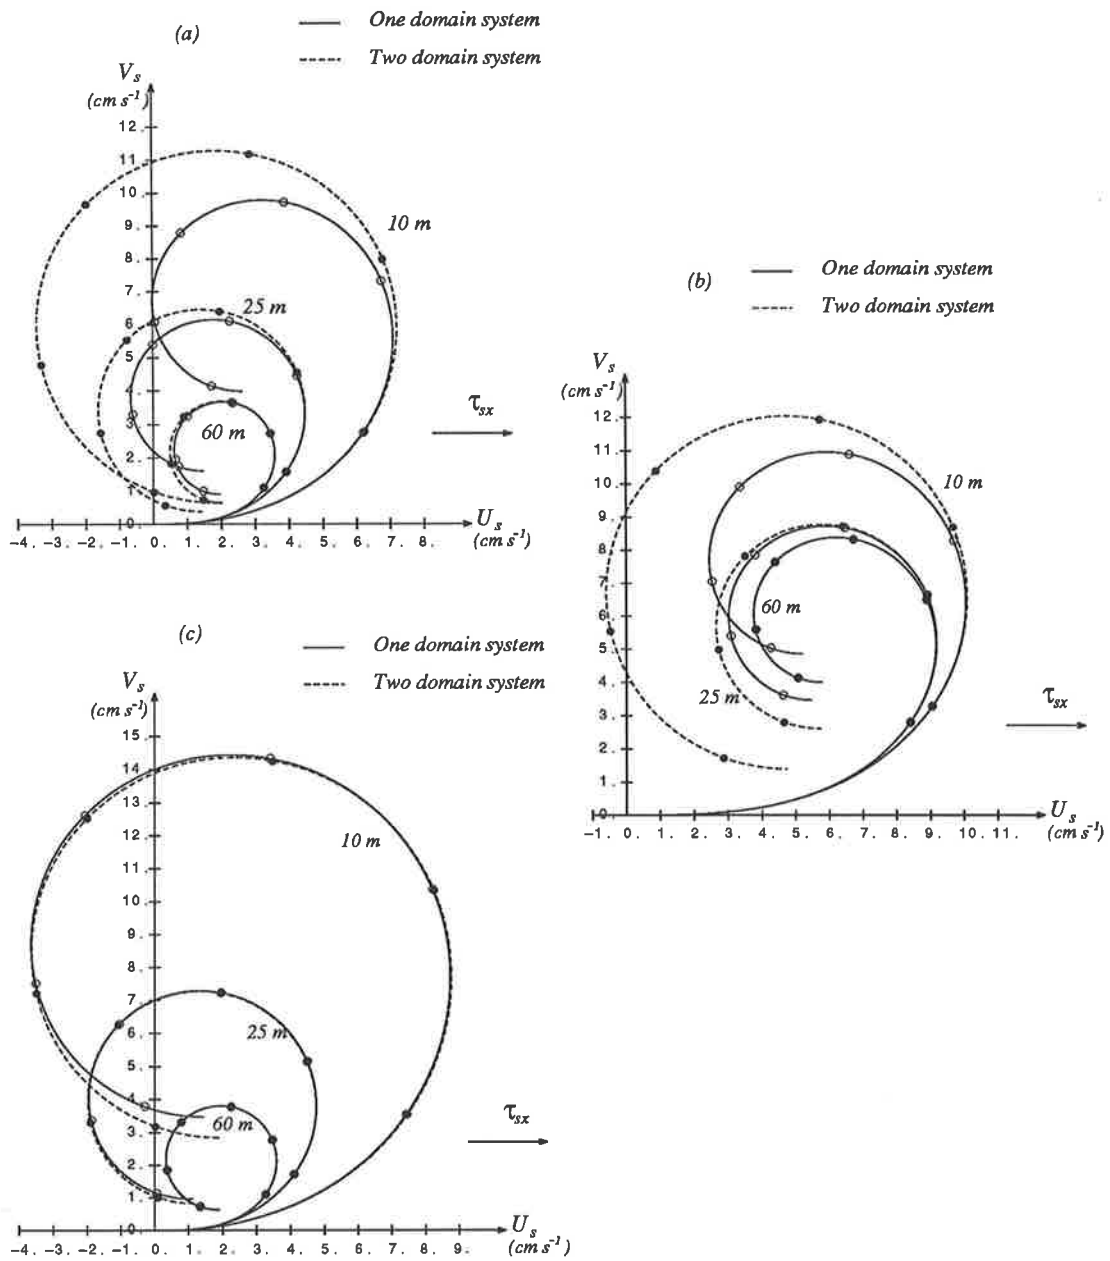 (a)
One domain system
Two domain system
V_s
(cm s⁻¹)
12.
11.
10.
9.
8.
7.
6.
5.
4.
3.
2.
1.
0.
10 m
25 m
60 m
τ_sx
U_s
(cm s⁻¹)
-4. -3. -2. -1. 0. 1. 2. 3. 4. 5. 6. 7. 8.
(b)
One domain system
Two domain system
V_s
(cm s⁻¹)
12.
11.
10.
9.
8.
7.
6.
5.
4.
3.
2.
1.
0.
10 m
60 m
25 m
τ_sx
U_s
(cm s⁻¹)
-1. 0. 1. 2. 3. 4. 5. 6. 7. 8. 9. 10. 11.
(c)
One domain system
Two domain system
V_s
(cm s⁻¹)
15.
14.
13.
12.
11.
10.
9.
8.
7.
6.
5.
4.
3.
2.
1.
0.
10 m
25 m
60 m
τ_sx
U_s
(cm s⁻¹)
-4. -3. -2. -1. 0. 1. 2. 3. 4. 5. 6. 7. 8. 9.